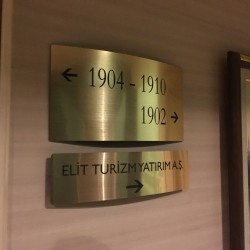 ← 1904 - 1910
1902 →
ELİT TURİZM YATIRIM A.Ş.
→